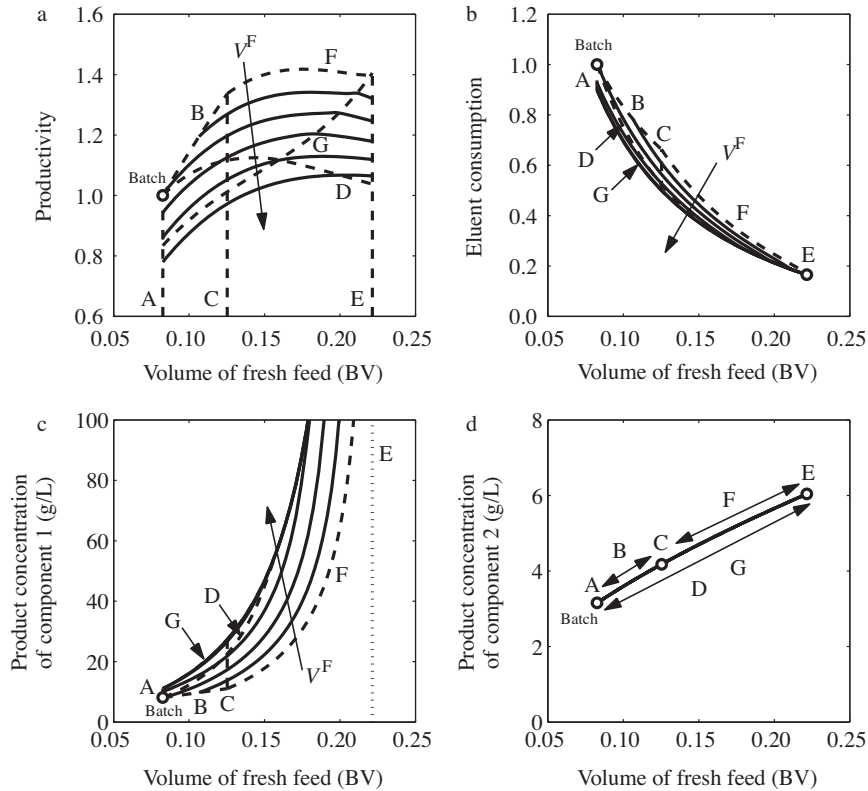 a
Productivity
1.6
1.4
1.2
1.0
0.8
0.6
V^F
F
B
Batch
G
D
A
C
E
0.05
0.10
0.15
0.20
0.25
Volume of fresh feed (BV)
b
Eluent consumption
1.2
1.0
0.8
0.6
0.4
0.2
0.0
Batch
A
B
C
D
V^F
G
F
E
0.05
0.10
0.15
0.20
0.25
Volume of fresh feed (BV)
c
Product concentration
of component 1 (g/L)
100
80
60
40
20
0
E
D
F
G
A
V^F
Batch
B
C
0.05
0.10
0.15
0.20
0.25
Volume of fresh feed (BV)
d
Product concentration
of component 2 (g/L)
8
6
4
2
0
E
F
C
B
G
A
D
Batch
0.05
0.10
0.15
0.20
0.25
Volume of fresh feed (BV)